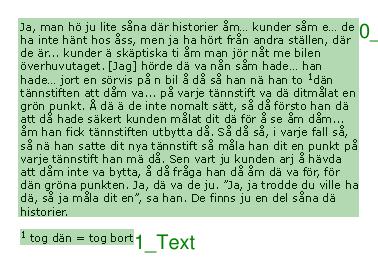 Ja, man hö ju lite såna där historier åm... kunder såm e... de
ha inte hänt hos åss, men ja ha hört från andra ställen, där
de är... kunder ä skäptiska ti åm man jör nåt me bilen
överhuvutaget. [Jag] hörde dä va nån såm hade... han
hade... jort en sörvis på n bil å då så han nä han to ¹dän
tännstiften att dåm va... på varje tännstift va dä ditmålat en
grön punkt. Å dä ä de inte nomalt sätt, så då försto han dä
att då hade säkert kunden målat dit dä för å se åm dåm...
åm han fick tännstiften utbytta då. Så då så, i varje fall så,
så nä han satte dit nya tännstift så måla han dit en punkt på
varje tännstift han mä då. Sen vart ju kunden arj å hävda
att dåm inte va bytta, å då fråga han då åm dä va för, för
dän gröna punkten. Ja, dä va de ju. ”Ja, ja trodde du ville ha
dä, så ja måla dit en”, sa han. De finns ju en del såna dä
historier.
¹ tog dän = tog bort
0_
1_Text